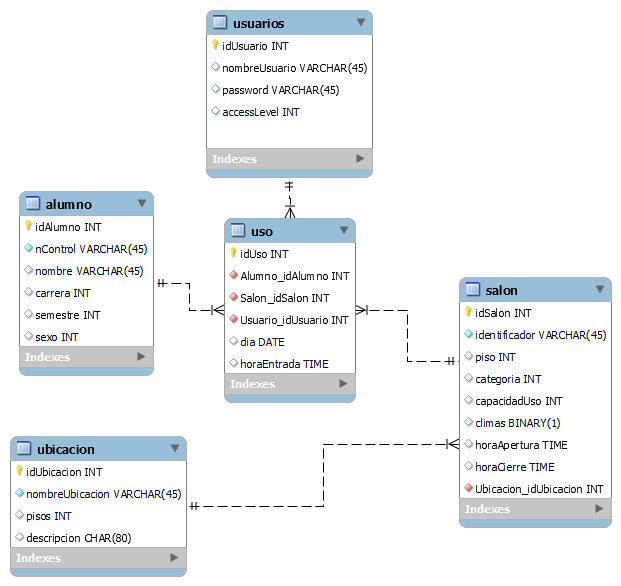 usuarios
idUsuario INT
nombreUsuario VARCHAR(45)
password VARCHAR(45)
accessLevel INT
Indexes
alumno
idAlumno INT
nControl VARCHAR(45)
nombre VARCHAR(45)
carrera INT
semestre INT
sexo INT
Indexes
uso
idUso INT
Alumno_idAlumno INT
Salon_idSalon INT
Usuario_idUsuario INT
dia DATE
horaEntrada TIME
Indexes
salón
idSalon INT
identificador VARCHAR(45)
piso INT
categoria INT
capacidadUso INT
climas BINARY(1)
horaApertura TIME
horaCierre TIME
Ubicacion_idUbicacion INT
Indexes
ubicacion
idUbicacion INT
nombreUbicacion VARCHAR(45)
pisos INT
descripcion CHAR(80)
Indexes